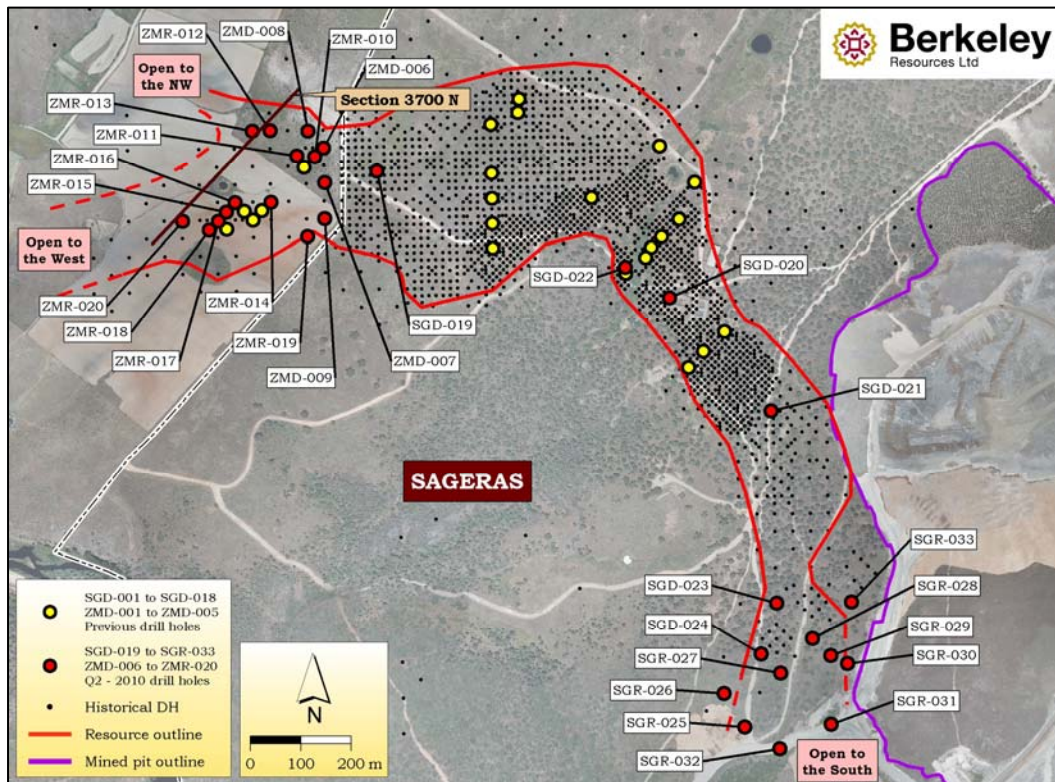 Berkeley
Resources Ltd
ZMR-012
ZMD-008
ZMR-010
ZMD-006
Open to
the NW
Section 3700 N
ZMR-013
ZMR-011
ZMR-016
ZMR-015
Open to
the West
ZMR-020
ZMR-018
ZMR-017
ZMR-014
ZMR-019
ZMD-009
SGD-019
ZMD-007
SGD-022
SGD-020
SGD-021
SAGERAS
SGD-023
SGD-024
SGR-027
SGR-026
SGR-025
SGR-032
SGR-033
SGR-028
SGR-029
SGR-030
SGR-031
Open to
the South
SGD-001 to SGD-018
ZMD-001 to ZMD-005
Previous drill holes
SGD-019 to SGR-033
ZMD-006 to ZMR-020
Q2 - 2010 drill holes
Historical DH
Resource outline
Mined pit outline
N
0 100 200 m